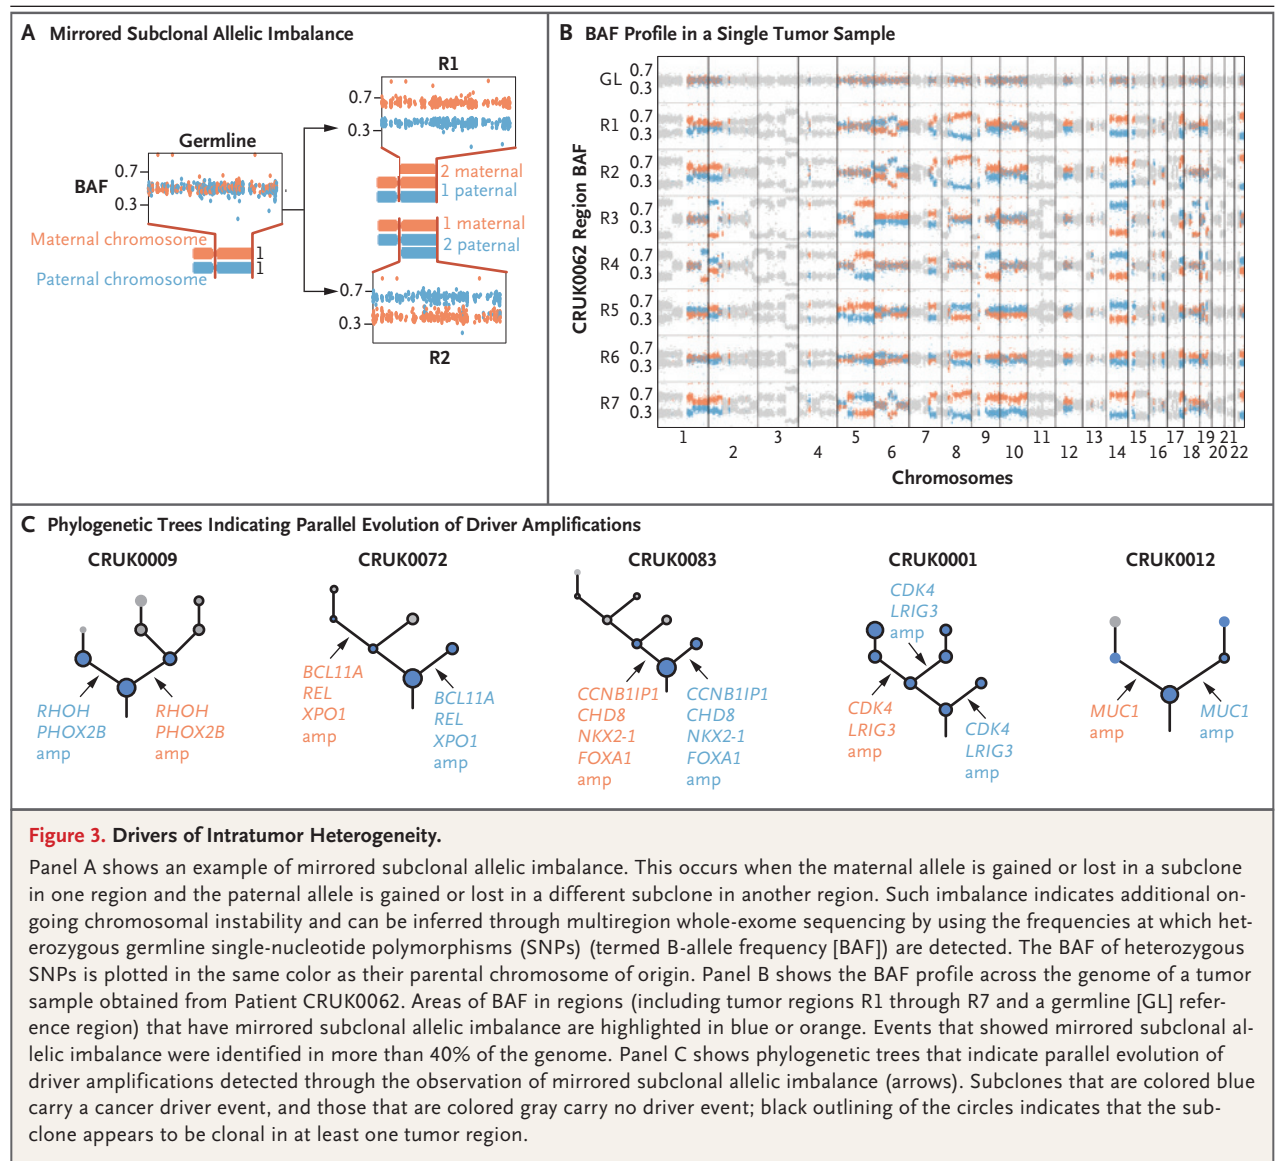 A Mirrored Subclonal Allelic Imbalance
R1
0.7
0.3
Germline
BAF
0.7
0.3
2 maternal
1 paternal
Maternal chromosome
1
1
Paternal chromosome
1 maternal
2 paternal
0.7
0.3
R2
B BAF Profile in a Single Tumor Sample
CRUK0062 Region BAF
GL 0.7
0.3
R1 0.7
0.3
R2 0.7
0.3
R3 0.7
0.3
R4 0.7
0.3
R5 0.7
0.3
R6 0.7
0.3
R7 0.7
0.3
1 3 5 7 9 11 13 15 17 19 21
2 4 6 8 10 12 14 16 18 20 22
Chromosomes
C Phylogenetic Trees Indicating Parallel Evolution of Driver Amplifications
CRUK0009
RHOH
PHOX2B
amp
RHOH
PHOX2B
amp
CRUK0072
BCL11A
REL
XPO1
amp
BCL11A
REL
XPO1
amp
CRUK0083
CCNB1IP1
CHD8
NKX2-1
FOXA1
amp
CCNB1IP1
CHD8
NKX2-1
FOXA1
amp
CRUK0001
CDK4
LRIG3
amp
CDK4
LRIG3
amp
CDK4
LRIG3
amp
CRUK0012
MUC1
amp
MUC1
amp
Figure 3. Drivers of Intratumor Heterogeneity.
Panel A shows an example of mirrored subclonal allelic imbalance. This occurs when the maternal allele is gained or lost in a subclone
in one region and the paternal allele is gained or lost in a different subclone in another region. Such imbalance indicates additional on-
going chromosomal instability and can be inferred through multiregion whole-exome sequencing by using the frequencies at which het-
erozygous germline single-nucleotide polymorphisms (SNPs) (termed B-allele frequency [BAF]) are detected. The BAF of heterozygous
SNPs is plotted in the same color as their parental chromosome of origin. Panel B shows the BAF profile across the genome of a tumor
sample obtained from Patient CRUK0062. Areas of BAF in regions (including tumor regions R1 through R7 and a germline [GL] refer-
ence region) that have mirrored subclonal allelic imbalance are highlighted in blue or orange. Events that showed mirrored subclonal al-
lelic imbalance were identified in more than 40% of the genome. Panel C shows phylogenetic trees that indicate parallel evolution of
driver amplifications detected through the observation of mirrored subclonal allelic imbalance (arrows). Subclones that are colored blue
carry a cancer driver event, and those that are colored gray carry no driver event; black outlining of the circles indicates that the sub-
clone appears to be clonal in at least one tumor region.